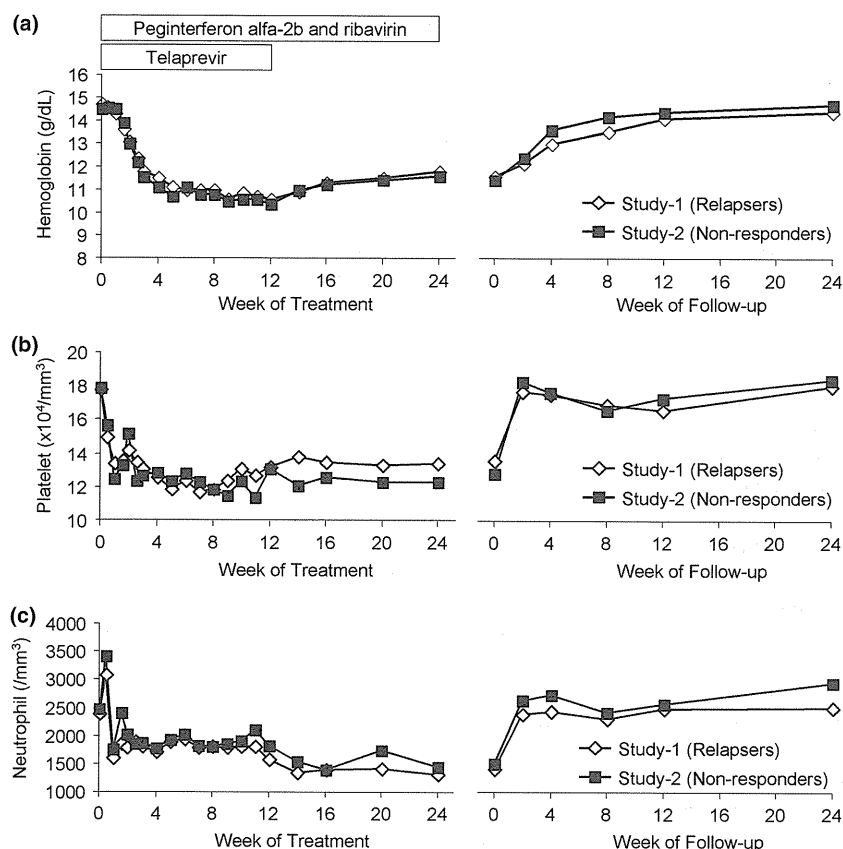 (a)
Peginterferon alfa-2b and ribavirin
Telaprevir
Hemoglobin (g/dL)
16
15
14
13
12
11
10
9
8
0 4 8 12 16 20 24
Week of Treatment
Study-1 (Relapsers)
Study-2 (Non-responders)
0 4 8 12 16 20 24
Week of Follow-up
(b)
Platelet (x10⁴/mm³)
20
18
16
14
12
10
0 4 8 12 16 20 24
Week of Treatment
Study-1 (Relapsers)
Study-2 (Non-responders)
0 4 8 12 16 20 24
Week of Follow-up
(c)
Neutrophil (/mm³)
4000
3500
3000
2500
2000
1500
1000
0 4 8 12 16 20 24
Week of Treatment
Study-1 (Relapsers)
Study-2 (Non-responders)
0 4 8 12 16 20 24
Week of Follow-up